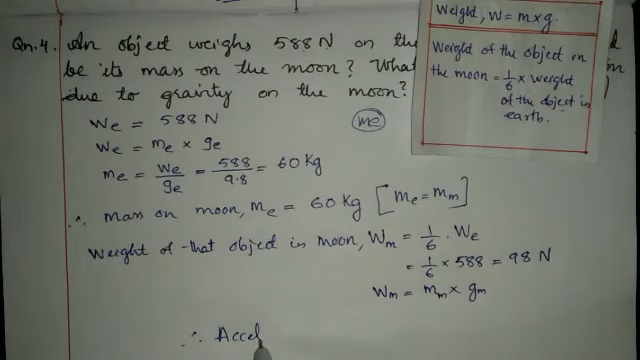 Weight, W = m x g.
Weight of the object on
the moon = 1/6 x weight
of the object in
earth.
Qn.4. An object weighs 588 N on the
be its mass on the moon? What
due to gravity on the moon?
We = 588 N
me
We = me x ge
me = We/ge = 588/9.8 = 60 Kg
∴ Mass on moon, me = 60 Kg [me = mm]
Weight of that object in moon, Wm = 1/6 . We
= 1/6 x 588 = 98 N
Wm = mm x gm
∴ Accel